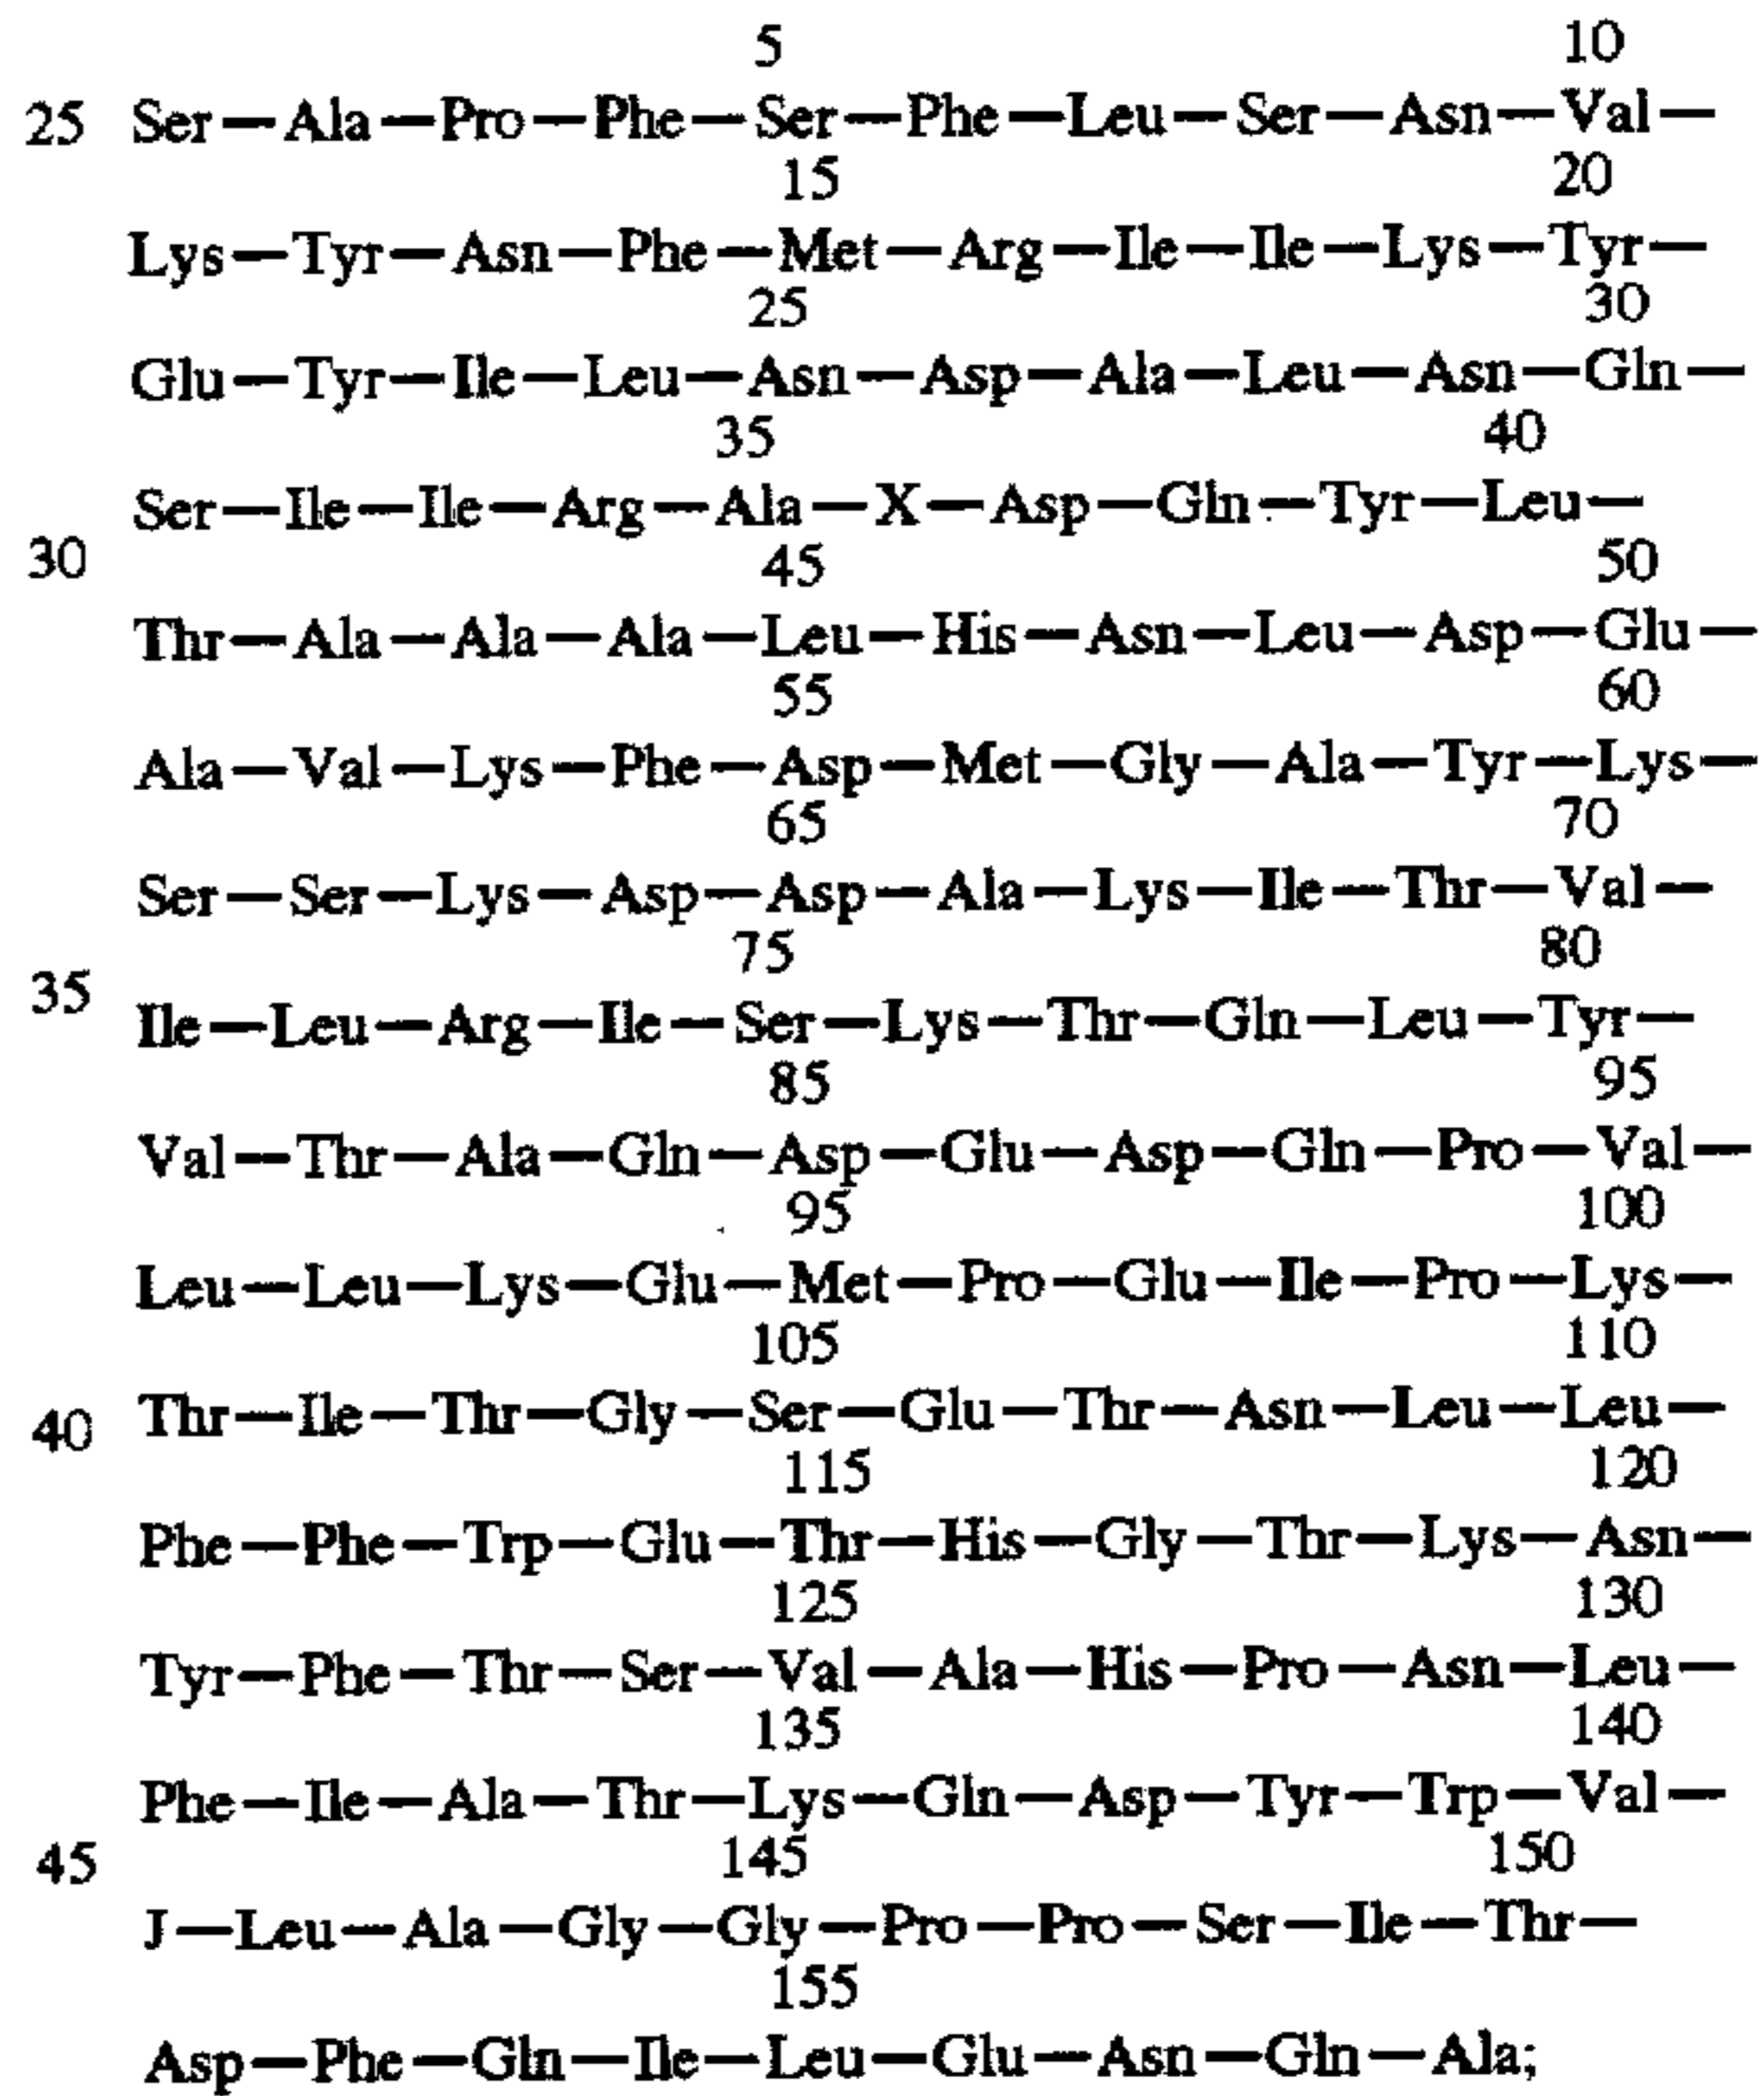 5 10
25 Ser—Ala—Pro—Phe—Ser—Phe—Leu—Ser—Asn—Val—
15 20
Lys—Tyr—Asn—Phe—Met—Arg—Ile—Ile—Lys—Tyr—
25 30
Glu—Tyr—Ile—Leu—Asn—Asp—Ala—Leu—Asn—Gln—
35 40
Ser—Ile—Ile—Arg—Ala—X—Asp—Gln—Tyr—Leu—
30 45 50
Thr—Ala—Ala—Ala—Leu—His—Asn—Leu—Asp—Glu—
55 60
Ala—Val—Lys—Phe—Asp—Met—Gly—Ala—Tyr—Lys—
65 70
Ser—Ser—Lys—Asp—Asp—Ala—Lys—Ile—Thr—Val—
75 80
35 Ile—Leu—Arg—Ile—Ser—Lys—Thr—Gln—Leu—Tyr—
85 95
Val—Thr—Ala—Gln—Asp—Glu—Asp—Gln—Pro—Val—
95 100
Leu—Leu—Lys—Glu—Met—Pro—Glu—Ile—Pro—Lys—
105 110
40 Thr—Ile—Thr—Gly—Ser—Glu—Thr—Asn—Leu—Leu—
115 120
Phe—Phe—Trp—Glu—Thr—His—Gly—Thr—Lys—Asn—
125 130
Tyr—Phe—Thr—Ser—Val—Ala—His—Pro—Asn—Leu—
135 140
Phe—Ile—Ala—Thr—Lys—Gln—Asp—Tyr—Trp—Val—
45 145 150
J—Leu—Ala—Gly—Gly—Pro—Pro—Ser—Ile—Thr—
155
Asp—Phe—Gln—Ile—Leu—Glu—Asn—Gln—Ala;